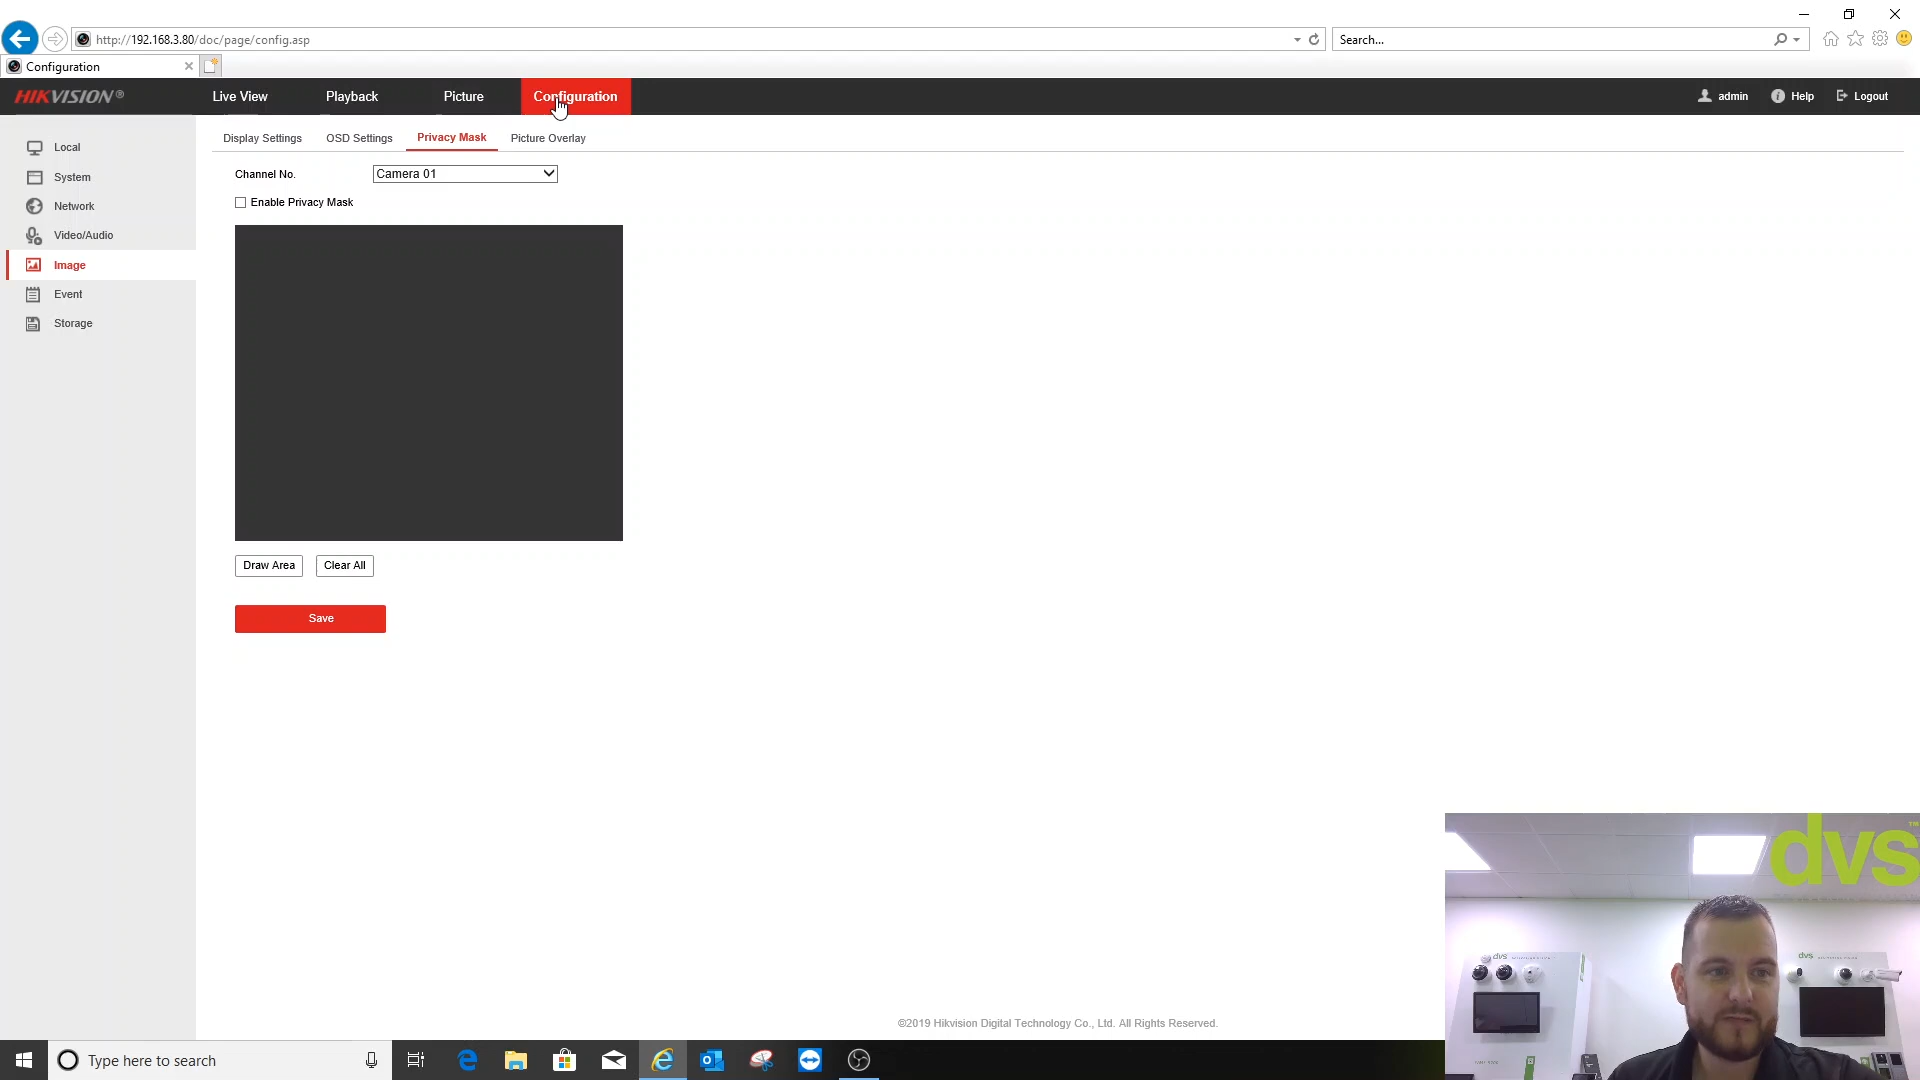 http://192.168.3.80/doc/page/config.asp
Search...
Configuration
HIKVISION®
Live View
Playback
Picture
Configuration
admin
Help
Logout
Local
System
Network
Video/Audio
Image
Event
Storage
Display Settings
OSD Settings
Privacy Mask
Picture Overlay
Channel No.
Camera 01
Enable Privacy Mask
Draw Area
Clear All
Save
dvs™
dvs
dvs
©2019 Hikvision Digital Technology Co., Ltd. All Rights Reserved.
Type here to search